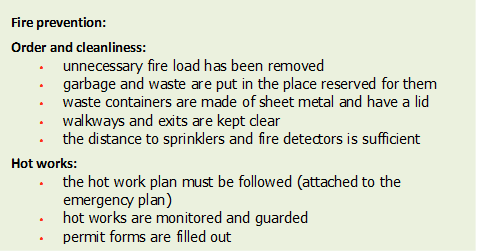 Fire prevention:
Order and cleanliness:
• unnecessary fire load has been removed
• garbage and waste are put in the place reserved for them
• waste containers are made of sheet metal and have a lid
• walkways and exits are kept clear
• the distance to sprinklers and fire detectors is sufficient
Hot works:
• the hot work plan must be followed (attached to the
emergency plan)
• hot works are monitored and guarded
• permit forms are filled out